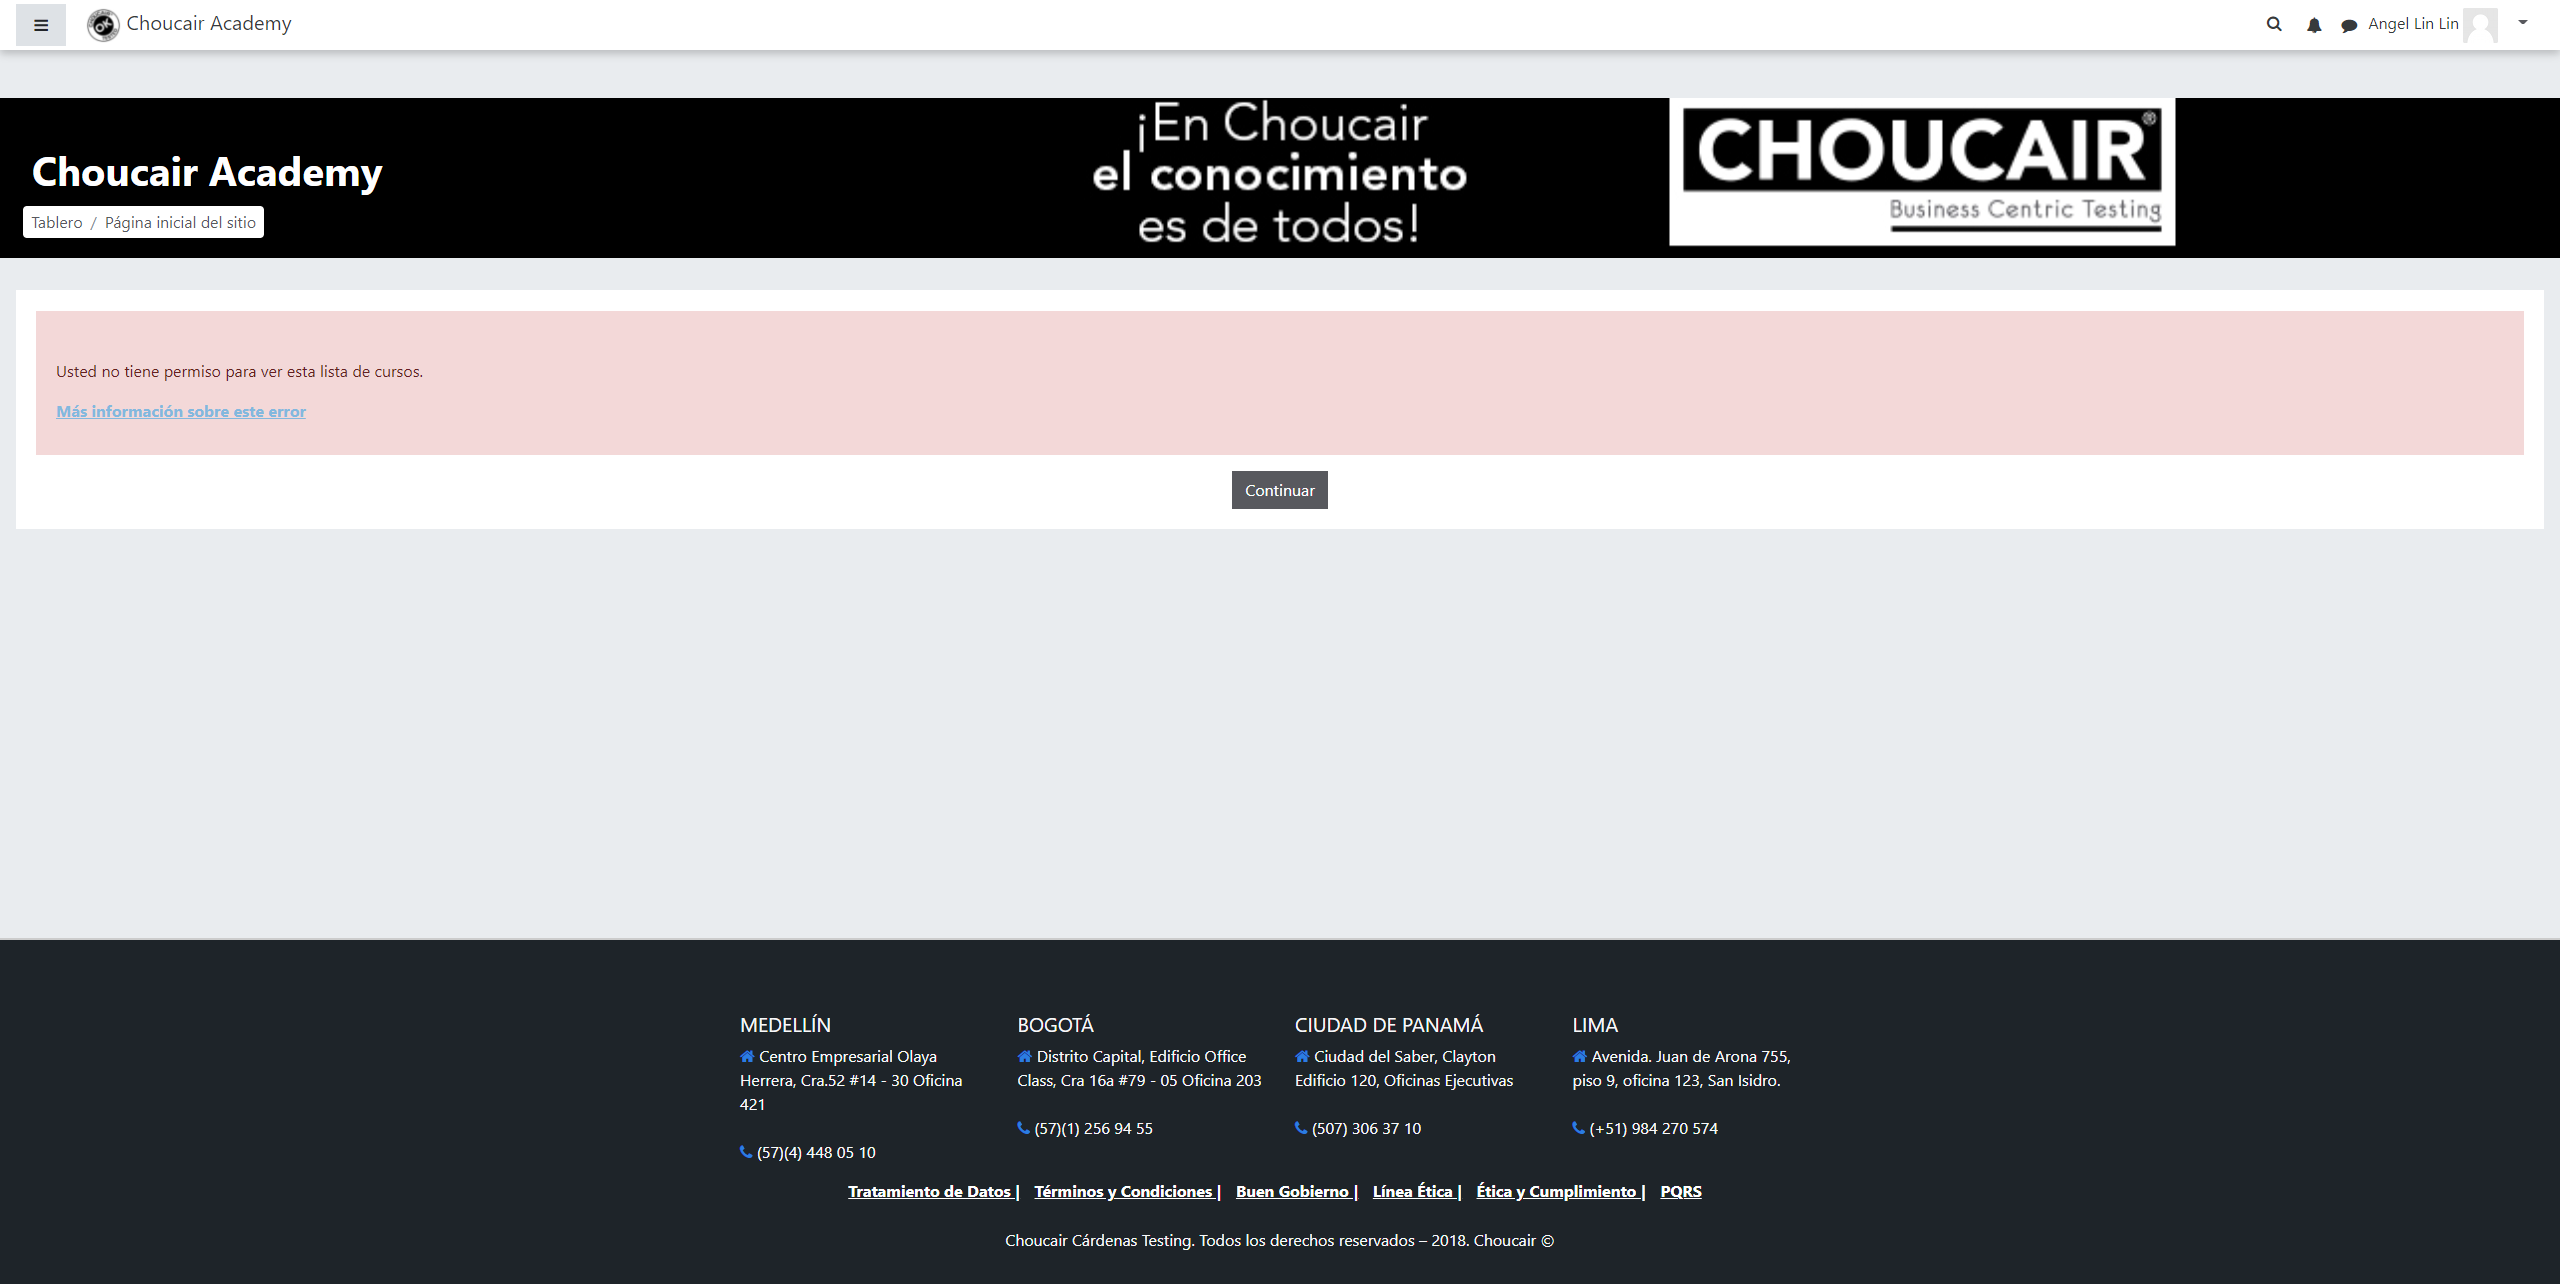 Choucair Academy
Angel Lin Lin
¡En Choucair
el conocimiento
es de todos!
CHOUCAIR®
Business Centric Testing
Choucair Academy
Tablero / Página inicial del sitio
Usted no tiene permiso para ver esta lista de cursos.
Más información sobre este error
Continuar
MEDELLÍN
Centro Empresarial Olaya
Herrera, Cra.52 #14 - 30 Oficina
421
(57)(4) 448 05 10
BOGOTÁ
Distrito Capital, Edificio Office
Class, Cra 16a #79 - 05 Oficina 203
(57)(1) 256 94 55
CIUDAD DE PANAMÁ
Ciudad del Saber, Clayton
Edificio 120, Oficinas Ejecutivas
(507) 306 37 10
LIMA
Avenida. Juan de Arona 755,
piso 9, oficina 123, San Isidro.
(+51) 984 270 574
Tratamiento de Datos | Términos y Condiciones | Buen Gobierno | Línea Ética | Ética y Cumplimiento | PQRS
Choucair Cárdenas Testing. Todos los derechos reservados – 2018. Choucair ©